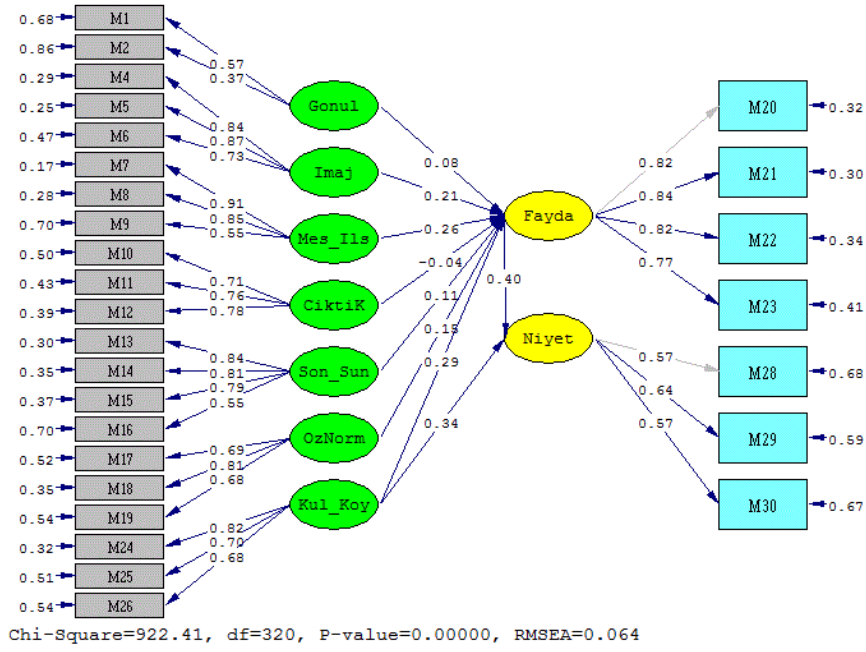 0.68 M1
0.86 M2
0.29 M4
0.25 M5
0.47 M6
0.17 M7
0.28 M8
0.70 M9
0.50 M10
0.43 M11
0.39 M12
0.30 M13
0.35 M14
0.37 M15
0.70 M16
0.52 M17
0.35 M18
0.54 M19
0.32 M24
0.51 M25
0.54 M26
0.57
0.37
0.84
0.87
0.73
0.91
0.85
0.55
0.71
0.76
0.78
0.84
0.81
0.79
0.55
0.69
0.81
0.68
0.82
0.70
0.68
Gonul
Imaj
Mes_Ils
CiktiK
Son_Sun
OzNorm
Kul_Koy
0.08
0.21
0.26
-0.04
0.11
0.15
0.29
0.34
Fayda
0.40
Niyet
0.82
0.84
0.82
0.77
0.57
0.64
0.57
M20 0.32
M21 0.30
M22 0.34
M23 0.41
M28 0.68
M29 0.59
M30 0.67
Chi-Square=922.41, df=320, P-value=0.00000, RMSEA=0.064